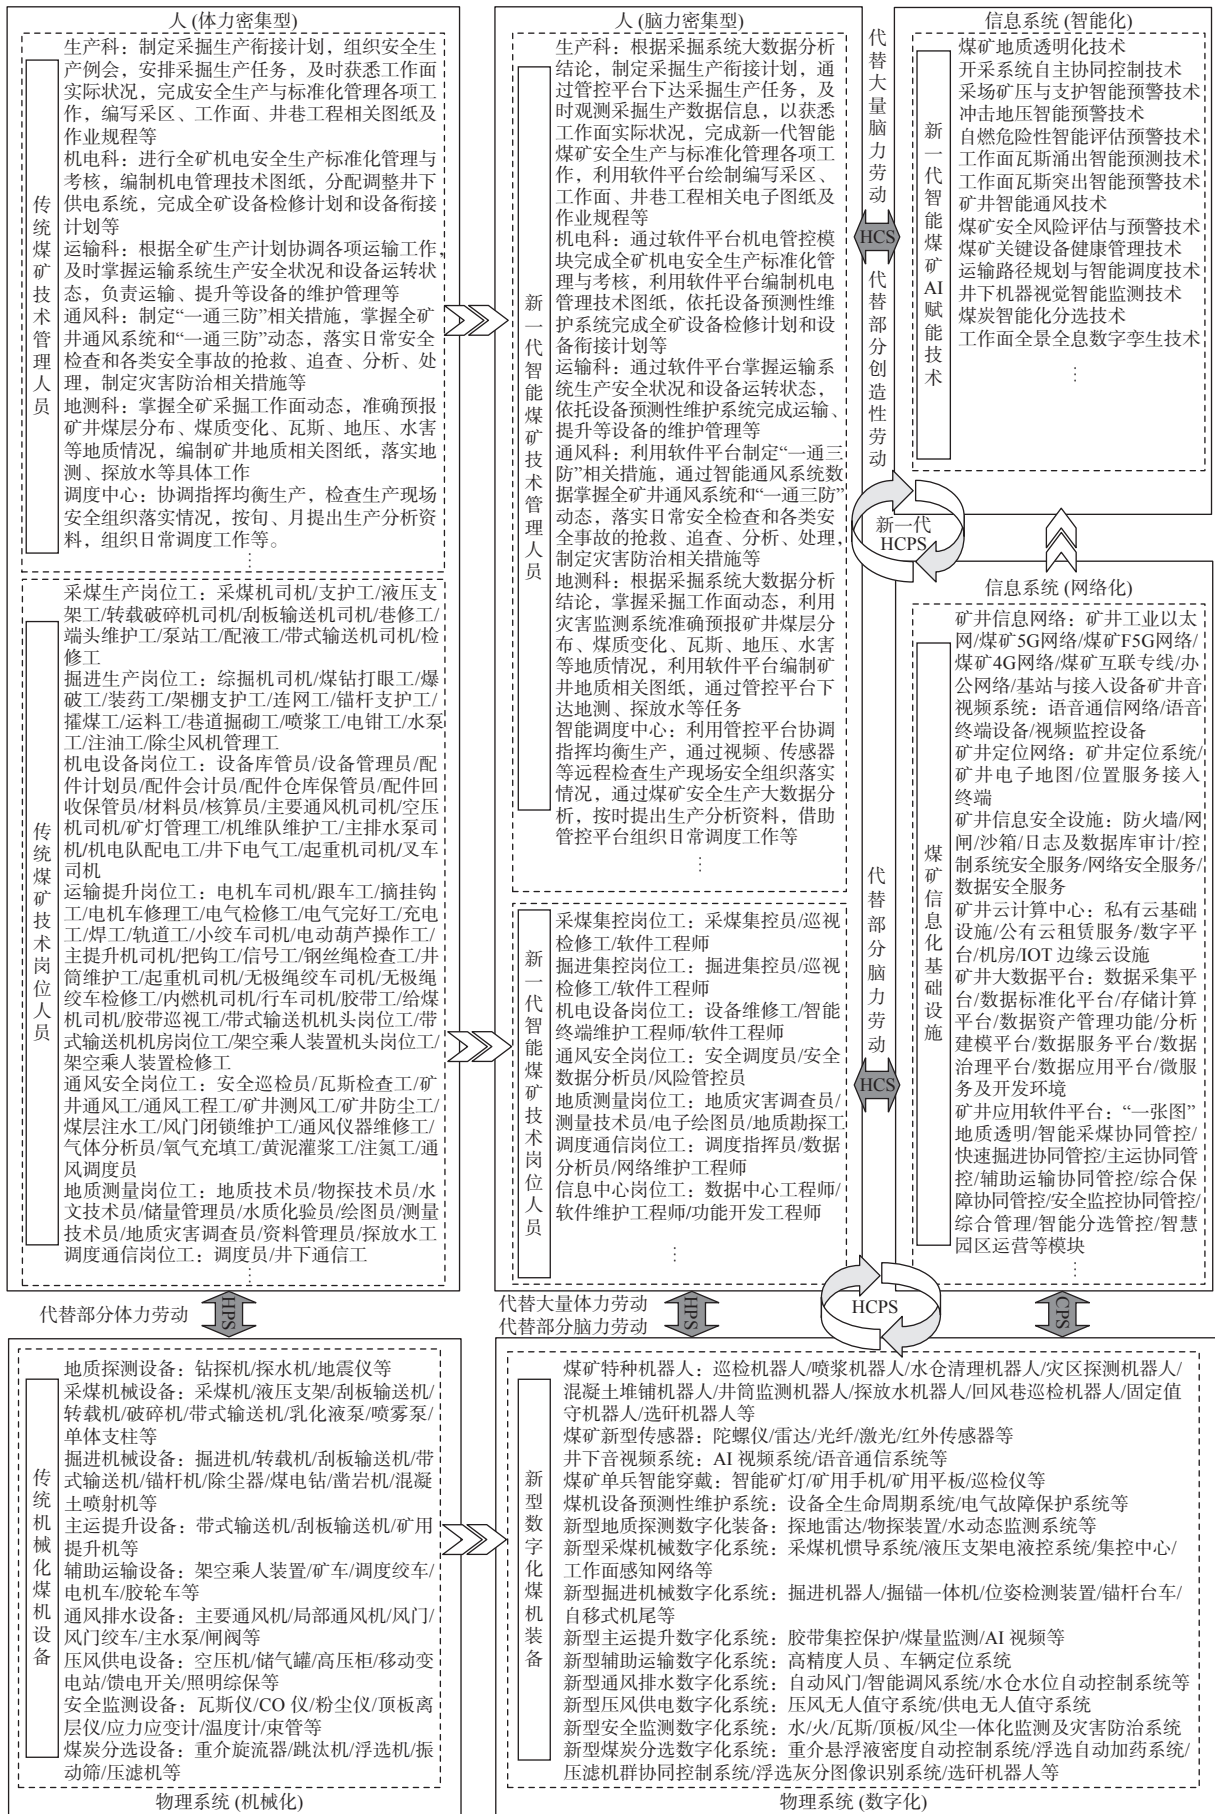 人 (体力密集型)
传统煤矿技术管理人员
生产科：制定采掘生产衔接计划，组织安全生
产例会，安排采掘生产任务，及时获悉工作面
实际状况，完成安全生产与标准化管理各项工
作，编写采区、工作面、井巷工程相关图纸及
作业规程等
机电科：进行全矿机电安全生产标准化管理与
考核，编制机电管理技术图纸，分配调整井下
供电系统，完成全矿设备检修计划和设备衔接
计划等
运输科：根据全矿生产计划协调各项运输工作，
及时掌握运输系统生产安全状况和设备运转状
态，负责运输、提升等设备的维护管理等
通风科：制定“一通三防”相关措施，掌握全矿
井通风系统和“一通三防”动态，落实日常安全
检查和各类安全事故的抢救、追查、分析、处
理，制定灾害防治相关措施等
地测科：掌握全矿采掘工作面动态，准确预报
矿井煤层分布、煤质变化、瓦斯、地压、水害
等地质情况，编制矿井地质相关图纸，落实地
测、探放水等具体工作
调度中心：协调指挥均衡生产，检查生产现场
安全组织落实情况，按旬、月提出生产分析资
料，组织日常调度工作等。
⋮
传统煤矿技术岗位人员
采煤生产岗位工：采煤机司机/支护工/液压支
架工/转载破碎机司机/刮板输送机司机/巷修工/
端头维护工/泵站工/配液工/带式输送机司机/检
修工
掘进生产岗位工：综掘机司机/煤钻打眼工/爆
破工/装药工/架棚支护工/连网工/锚杆支护工/
攉煤工/运料工/巷道掘砌工/喷浆工/电钳工/水泵
工/注油工/除尘风机管理工
机电设备岗位工：设备库管员/设备管理员/配
件计划员/配件会计员/配件仓库保管员/配件回
收保管员/材料员/核算员/主要通风机司机/空压
机司机/矿灯管理工/机维队维护工/主排水泵司
机/机电队配电工/井下电气工/起重机司机/叉车
司机
运输提升岗位工：电机车司机/跟车工/摘挂钩
工/电机车修理工/电气检修工/电气完好工/充电
工/焊工/轨道工/小绞车司机/电动葫芦操作工/
主提升机司机/把钩工/信号工/钢丝绳检查工/井
筒维护工/起重机司机/无极绳绞车司机/无极绳
绞车检修工/内燃机司机/行车司机/胶带工/给煤
机司机/胶带巡视工/带式输送机机头岗位工/带
式输送机机房岗位工/架空乘人装置机头岗位工/
架空乘人装置检修工
通风安全岗位工：安全巡检员/瓦斯检查工/矿
井通风工/通风工程工/矿井测风工/矿井防尘工/
煤层注水工/风门闭锁维护工/通风仪器维修工/
气体分析员/氧气充填工/黄泥灌浆工/注氮工/通
风调度员
地质测量岗位工：地质技术员/物探技术员/水
文技术员/储量管理员/水质化验员/绘图员/测量
技术员/地质灾害调查员/资料管理员/探放水工
调度通信岗位工：调度员/井下通信工
⋮
人 (脑力密集型)
新一代智能煤矿技术管理人员
生产科：根据采掘系统大数据分析
结论，制定采掘生产衔接计划，通
过管控平台下达采掘生产任务，及
时观测采掘生产数据信息，以获悉
工作面实际状况，完成新一代智能
煤矿安全生产与标准化管理各项工
作，利用软件平台绘制编写采区、
工作面、井巷工程相关电子图纸及
作业规程等
机电科：通过软件平台机电管控模
块完成全矿机电安全生产标准化管
理与考核，利用软件平台编制机电
管理技术图纸，依托设备预测性维
护系统完成全矿设备检修计划和设
备衔接计划等
运输科：通过软件平台掌握运输系
统生产安全状况和设备运转状态，
依托设备预测性维护系统完成运输、
提升等设备的维护管理等
通风科：利用软件平台制定“一通三
防”相关措施，通过智能通风系统数
据掌握全矿井通风系统和“一通三防”
动态，落实日常安全检查和各类安
全事故的抢救、追查、分析、处理，
制定灾害防治相关措施等
地测科：根据采掘系统大数据分析
结论，掌握采掘工作面动态，利用
灾害监测系统准确预报矿井煤层分
布、煤质变化、瓦斯、地压、水害
等地质情况，利用软件平台编制矿
井地质相关图纸，通过管控平台下
达地测、探放水等任务
智能调度中心：利用管控平台协调
指挥均衡生产，通过视频、传感器
等远程检查生产现场安全组织落实
情况，通过煤矿安全生产大数据分
析，按时提出生产分析资料，借助
管控平台组织日常调度工作等
⋮
新一代智能煤矿技术岗位人员
采煤集控岗位工：采煤集控员/巡视
检修工/软件工程师
掘进集控岗位工：掘进集控员/巡视
检修工/软件工程师
机电设备岗位工：设备维修工/智能
终端维护工程师/软件工程师
通风安全岗位工：安全调度员/安全
数据分析员/风险管控员
地质测量岗位工：地质灾害调查员/
测量技术员/电子绘图员/地质勘探工
调度通信岗位工：调度指挥员/数据
分析员/网络维护工程师
信息中心岗位工：数据中心工程师/
软件维护工程师/功能开发工程师
⋮
代替大量脑力劳动
HCS
代替部分创造性劳动
新一代
HCPS
代替部分脑力劳动
HCS
信息系统 (智能化)
新一代智能煤矿AI赋能技术
煤矿地质透明化技术
开采系统自主协同控制技术
采场矿压与支护智能预警技术
冲击地压智能预警技术
自燃危险性智能评估预警技术
工作面瓦斯涌出智能预测技术
工作面瓦斯突出智能预警技术
矿井智能通风技术
煤矿安全风险评估与预警技术
煤矿关键设备健康管理技术
运输路径规划与智能调度技术
井下机器视觉智能监测技术
煤炭智能化分选技术
工作面全景全息数字孪生技术
⋮
信息系统 (网络化)
煤矿信息化基础设施
矿井信息网络：矿井工业以太
网/煤矿5G网络/煤矿F5G网络/
煤矿4G网络/煤矿互联专线/办
公网络/基站与接入设备矿井音
视频系统：语音通信网络/语音
终端设备/视频监控设备
矿井定位网络：矿井定位系统/
矿井电子地图/位置服务接入
终端
矿井信息安全设施：防火墙/网
闸/沙箱/日志及数据库审计/控
制系统安全服务/网络安全服务/
数据安全服务
矿井云计算中心：私有云基础
设施/公有云租赁服务/数字平
台/机房/IOT 边缘云设施
矿井大数据平台：数据采集平
台/数据标准化平台/存储计算
平台/数据资产管理功能/分析
建模平台/数据服务平台/数据
治理平台/数据应用平台/微服
务及开发环境
矿井应用软件平台：“一张图”
地质透明/智能采煤协同管控/
快速掘进协同管控/主运协同管
控/辅助运输协同管控/综合保
障协同管控/安全监控协同管控/
综合管理/智能分选管控/智慧
园区运营等模块
⋮
代替部分体力劳动
HPS
代替大量体力劳动
代替部分脑力劳动
HPS
HCPS
CPS
传统机械化煤机设备
地质探测设备：钻探机/探水机/地震仪等
采煤机械设备：采煤机/液压支架/刮板输送机/
转载机/破碎机/带式输送机/乳化液泵/喷雾泵/
单体支柱等
掘进机械设备：掘进机/转载机/刮板输送机/带
式输送机/锚杆机/除尘器/煤电钻/凿岩机/混凝
土喷射机等
主运提升设备：带式输送机/刮板输送机/矿用
提升机等
辅助运输设备：架空乘人装置/矿车/调度绞车/
电机车/胶轮车等
通风排水设备：主要通风机/局部通风机/风门/
风门绞车/主水泵/闸阀等
压风供电设备：空压机/储气罐/高压柜/移动变
电站/馈电开关/照明综保等
安全监测设备：瓦斯仪/CO 仪/粉尘仪/顶板离
层仪/应力应变计/温度计/束管等
煤炭分选设备：重介旋流器/跳汰机/浮选机/振
动筛/压滤机等
物理系统 (机械化)
新型数字化煤机装备
煤矿特种机器人：巡检机器人/喷浆机器人/水仓清理机器人/灾区探测机器人/
混凝土堆铺机器人/井筒监测机器人/探放水机器人/回风巷巡检机器人/固定值
守机器人/选矸机器人等
煤矿新型传感器：陀螺仪/雷达/光纤/激光/红外传感器等
井下音视频系统：AI 视频系统/语音通信系统等
煤矿单兵智能穿戴：智能矿灯/矿用手机/矿用平板/巡检仪等
煤机设备预测性维护系统：设备全生命周期系统/电气故障保护系统等
新型地质探测数字化装备：探地雷达/物探装置/水动态监测系统等
新型采煤机械数字化系统：采煤机惯导系统/液压支架电液控系统/集控中心/
工作面感知网络等
新型掘进机械数字化系统：掘进机器人/掘锚一体机/位姿检测装置/锚杆台车/
自移式机尾等
新型主运提升数字化系统：胶带集控保护/煤量监测/AI 视频等
新型辅助运输数字化系统：高精度人员、车辆定位系统
新型通风排水数字化系统：自动风门/智能调风系统/水仓水位自动控制系统等
新型压风供电数字化系统：压风无人值守系统/供电无人值守系统
新型安全监测数字化系统：水/火/瓦斯/顶板/风尘一体化监测及灾害防治系统
新型煤炭分选数字化系统：重介悬浮液密度自动控制系统/浮选自动加药系统/
压滤机群协同控制系统/浮选灰分图像识别系统/选矸机器人等
物理系统 (数字化)